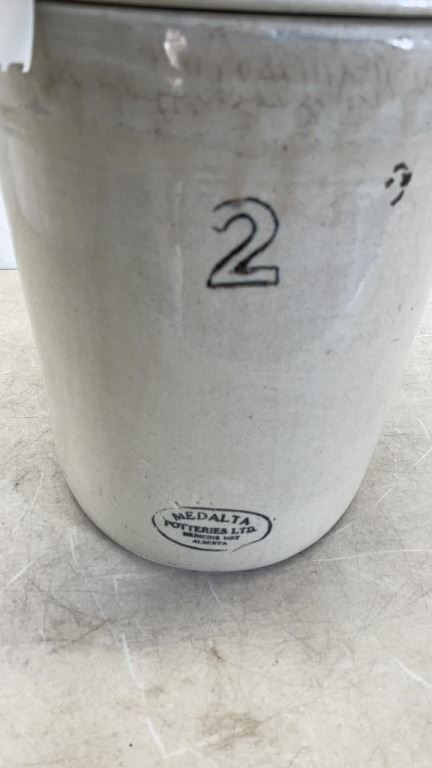 2
MEDALTA
POTTERIES LTD.
MEDICINE HAT
ALBERTA